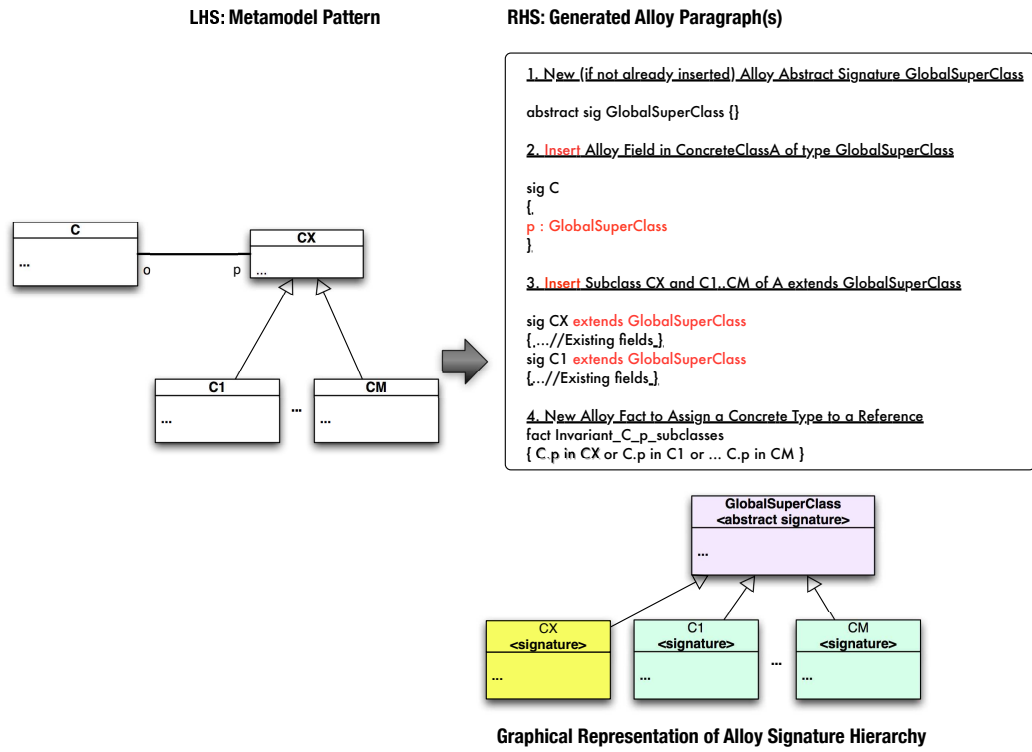 LHS: Metamodel Pattern
RHS: Generated Alloy Paragraph(s)
C
...
o
p
CX
...
C1
...
...
CM
...
1. New (if not already inserted) Alloy Abstract Signature GlobalSuperClass
abstract sig GlobalSuperClass {}
2. Insert Alloy Field in ConcreteClassA of type GlobalSuperClass
sig C
{
p : GlobalSuperClass
}
3. Insert Subclass CX and C1..CM of A extends GlobalSuperClass
sig CX extends GlobalSuperClass
{...//Existing fields }
sig C1 extends GlobalSuperClass
{...//Existing fields }
4. New Alloy Fact to Assign a Concrete Type to a Reference
fact Invariant_C_p_subclasses
{ C.p in CX or C.p in C1 or ... C.p in CM }
GlobalSuperClass
<abstract signature>
...
CX
<signature>
...
C1
<signature>
...
...
CM
<signature>
...
Graphical Representation of Alloy Signature Hierarchy